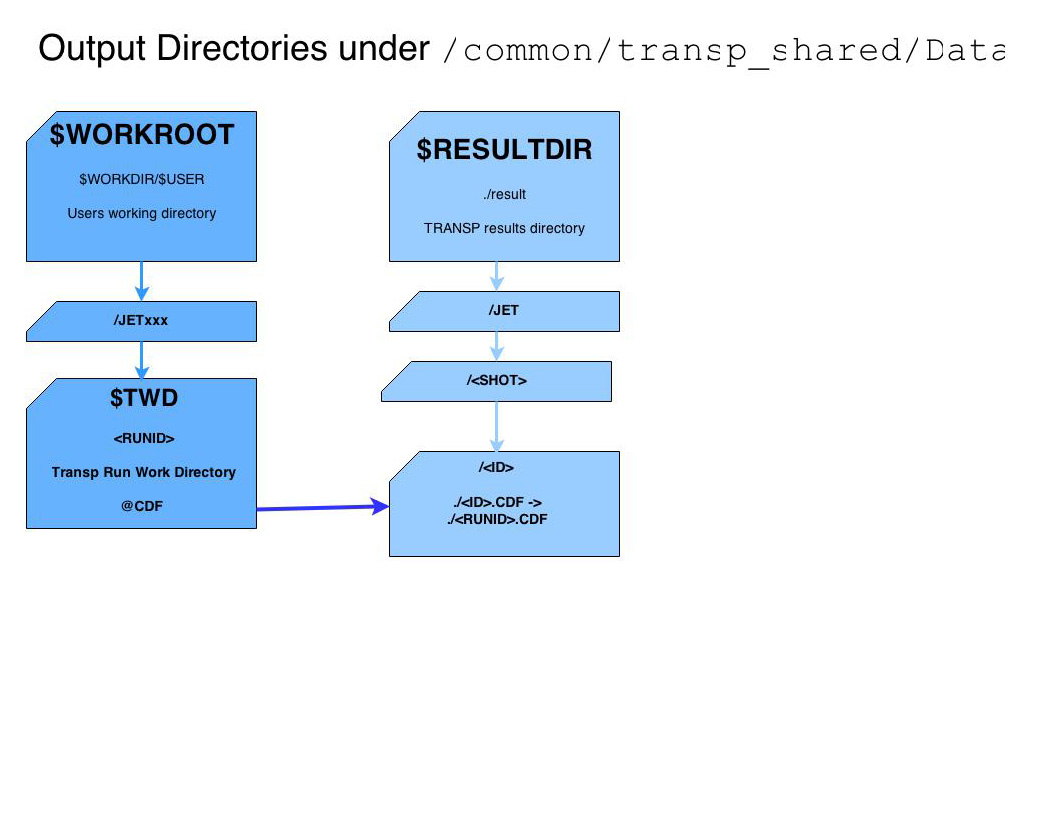 Output Directories under /common/transp_shared/Data
$WORKROOT
$WORKDIR/$USER
Users working directory
/JETxxx
$TWD
<RUNID>
Transp Run Work Directory
@CDF
$RESULTDIR
./result
TRANSP results directory
/JET
/<SHOT>
/<ID>
./<ID>.CDF ->
./<RUNID>.CDF